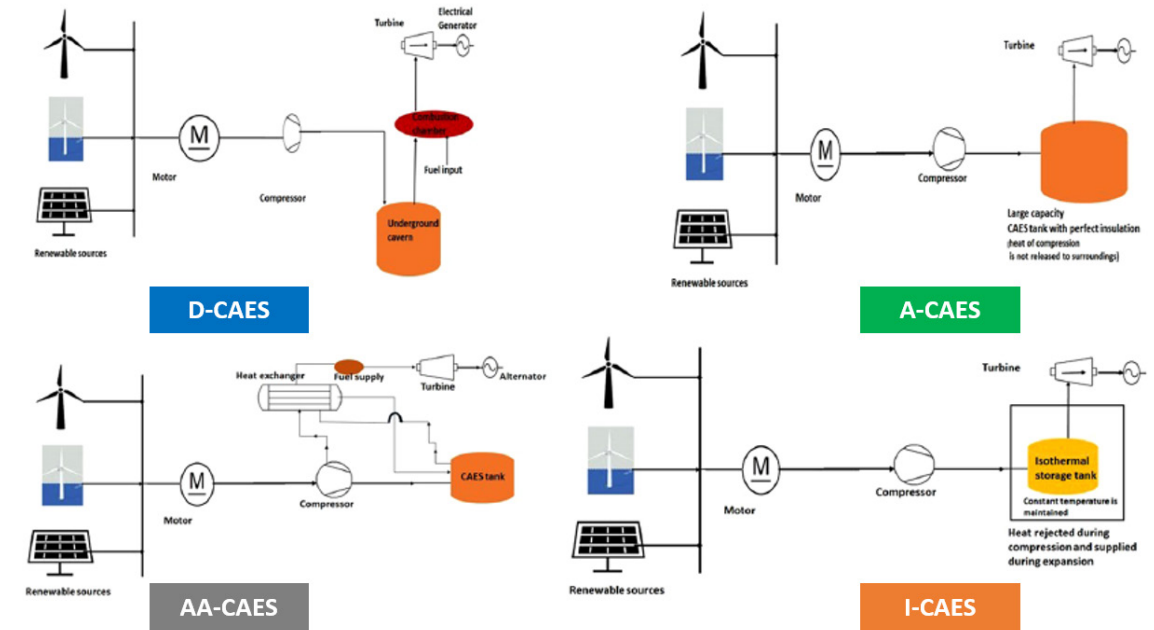 Turbine
Electrical
Generator
Combustion
chamber
M
Fuel input
Motor
Compressor
Underground
cavern
Renewable sources
D-CAES
Turbine
M
Compressor
Motor
Large capacity
CAES tank with perfect insulation
(heat of compression
is not released to surroundings)
Renewable sources
A-CAES
Heat exchanger
Fuel supply
Turbine
Alternator
M
CAES tank
Compressor
Motor
Renewable sources
AA-CAES
Turbine
M
Isothermal
storage tank
Compressor
Constant temperature is
maintained
Motor
Heat rejected during
compression and supplied
during expansion
Renewable sources
I-CAES